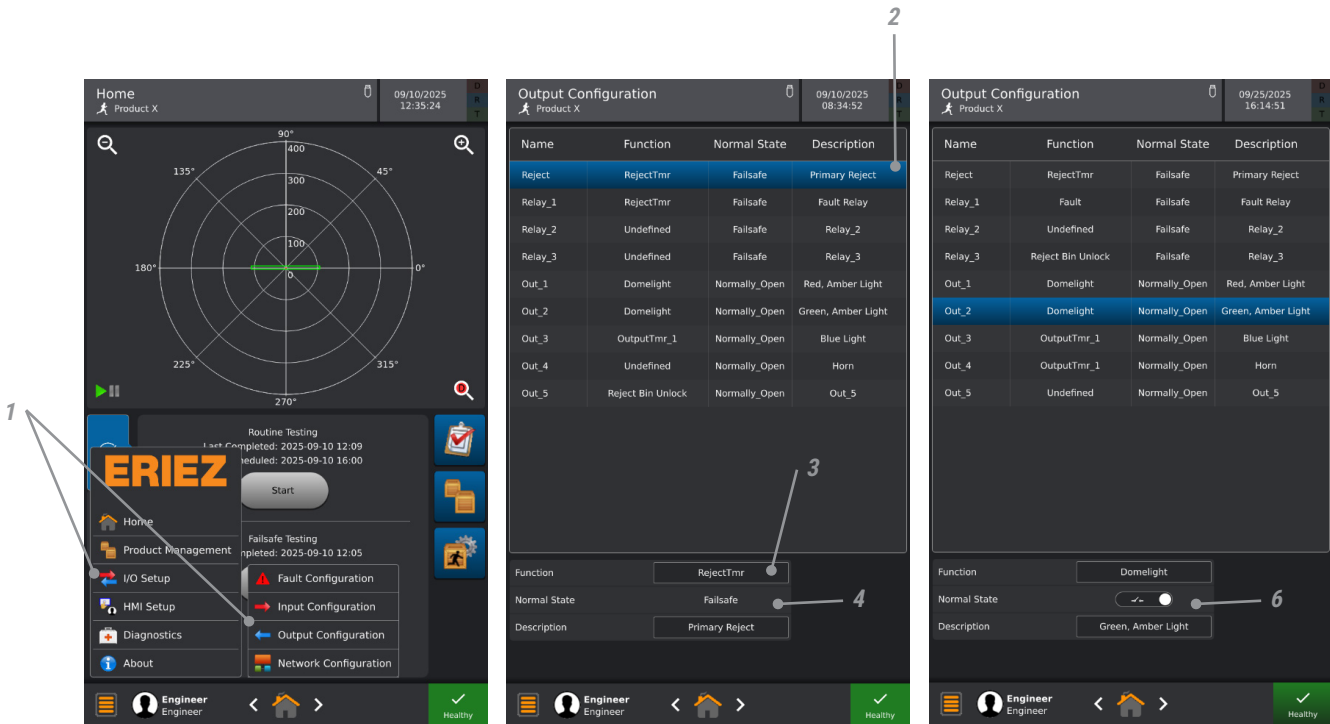 2
Home
Product X
09/10/2025
12:35:24
D
R
T
90°
400
135°
45°
300
200
100
180°
0
0°
225°
315°
270°
1
Routine Testing
Last Completed: 2025-09-10 12:09
heduled: 2025-09-10 16:00
ERIEZ
Start
Home
Failsafe Testing
Product Management
mpleted: 2025-09-10 12:05
I/O Setup
Fault Configuration
HMI Setup
Input Configuration
Diagnostics
Output Configuration
About
Network Configuration
Engineer
Engineer
Healthy
Output Configuration
Product X
09/10/2025
08:34:52
D
R
T
Name Function Normal State Description
Reject RejectTmr Failsafe Primary Reject
Relay_1 RejectTmr Failsafe Fault Relay
Relay_2 Undefined Failsafe Relay_2
Relay_3 Undefined Failsafe Relay_3
Out_1 Domelight Normally_Open Red, Amber Light
Out_2 Domelight Normally_Open Green, Amber Light
Out_3 OutputTmr_1 Normally_Open Blue Light
Out_4 Undefined Normally_Open Horn
Out_5 Reject Bin Unlock Normally_Open Out_5
3
Function RejectTmr
Normal State Failsafe
4
Description Primary Reject
Engineer
Engineer
Healthy
Output Configuration
Product X
09/25/2025
16:14:51
D
R
T
Name Function Normal State Description
Reject RejectTmr Failsafe Primary Reject
Relay_1 Fault Failsafe Fault Relay
Relay_2 Undefined Failsafe Relay_2
Relay_3 Reject Bin Unlock Failsafe Relay_3
Out_1 Domelight Normally_Open Red, Amber Light
Out_2 Domelight Normally_Open Green, Amber Light
Out_3 OutputTmr_1 Normally_Open Blue Light
Out_4 OutputTmr_1 Normally_Open Horn
Out_5 Undefined Normally_Open Out_5
Function Domelight
Normal State
6
Description Green, Amber Light
Engineer
Engineer
Healthy